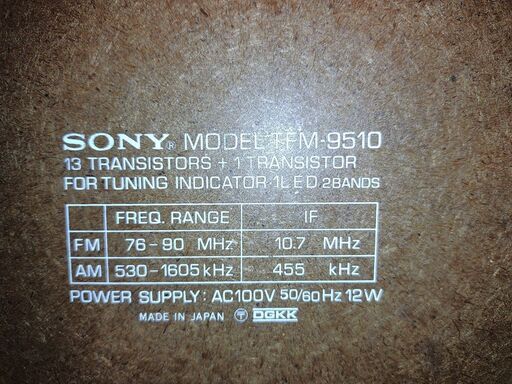 SONY® MODEL TFM-9510
13 TRANSISTORS + 1 TRANSISTOR
FOR TUNING INDICATOR 1LED 2BANDS
FREQ. RANGE IF
FM 76-90 MHz 10.7 MHz
AM 530-1605 kHz 455 kHz
POWER SUPPLY: AC100V 50/60Hz 12W
MADE IN JAPAN 〒 DGKK